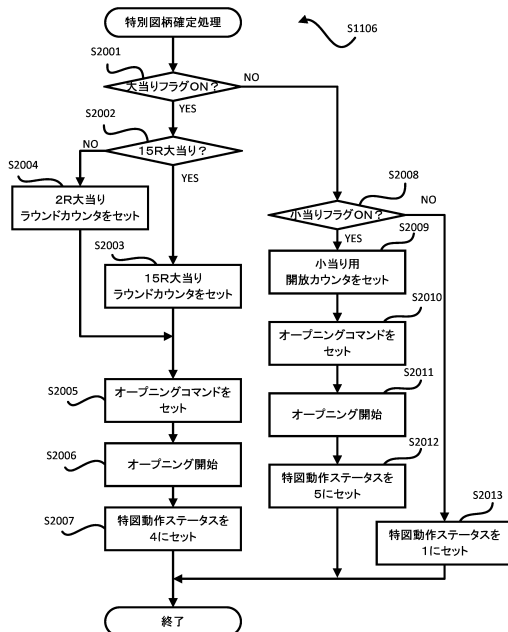 特別図柄確定処理
S1106
S2001
大当りフラグON？
NO
YES
S2002
15R大当り？
NO
YES
S2004
2R大当り
ラウンドカウンタをセット
S2003
15R大当り
ラウンドカウンタをセット
S2005
オープニングコマンドを
セット
S2006
オープニング開始
S2007
特図動作ステータスを
4にセット
S2008
小当りフラグON？
NO
YES
S2009
小当り用
開放カウンタをセット
S2010
オープニングコマンドを
セット
S2011
オープニング開始
S2012
特図動作ステータスを
5にセット
S2013
特図動作ステータスを
1にセット
終了